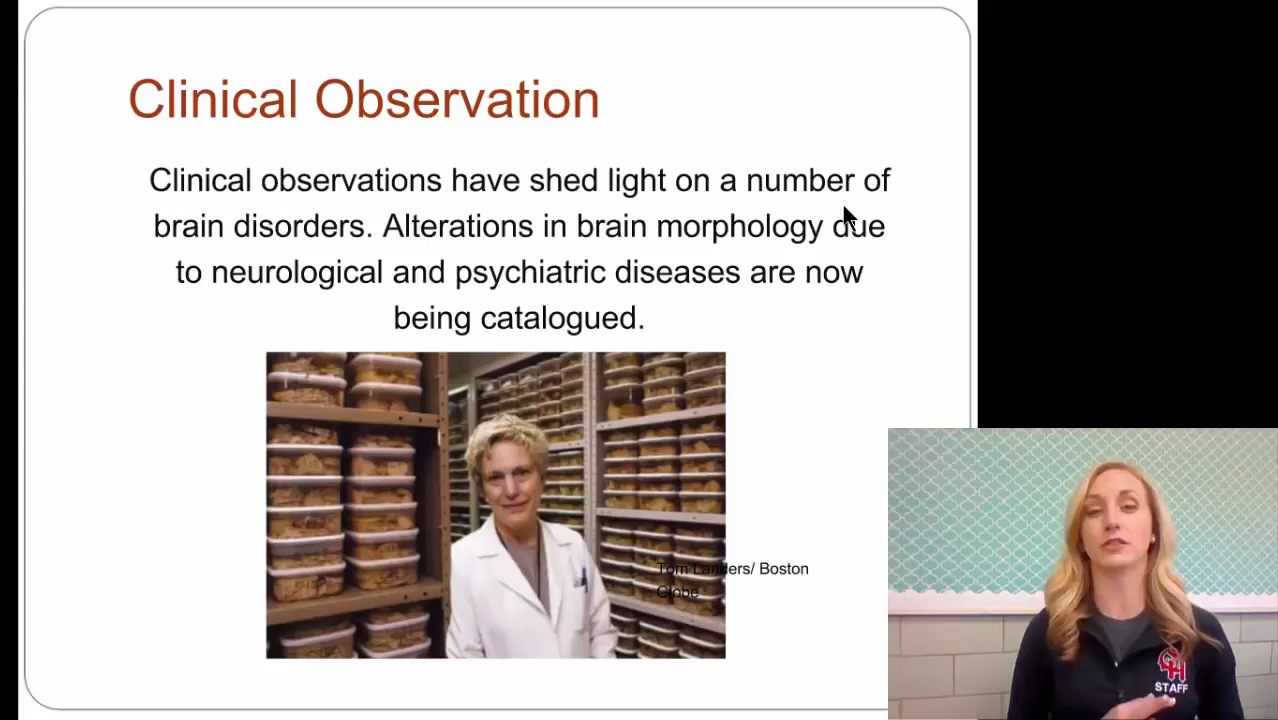 Clinical Observation
Clinical observations have shed light on a number of
brain disorders. Alterations in brain morphology due
to neurological and psychiatric diseases are now
being catalogued.
Tom Landers/ Boston
Globe
STAFF